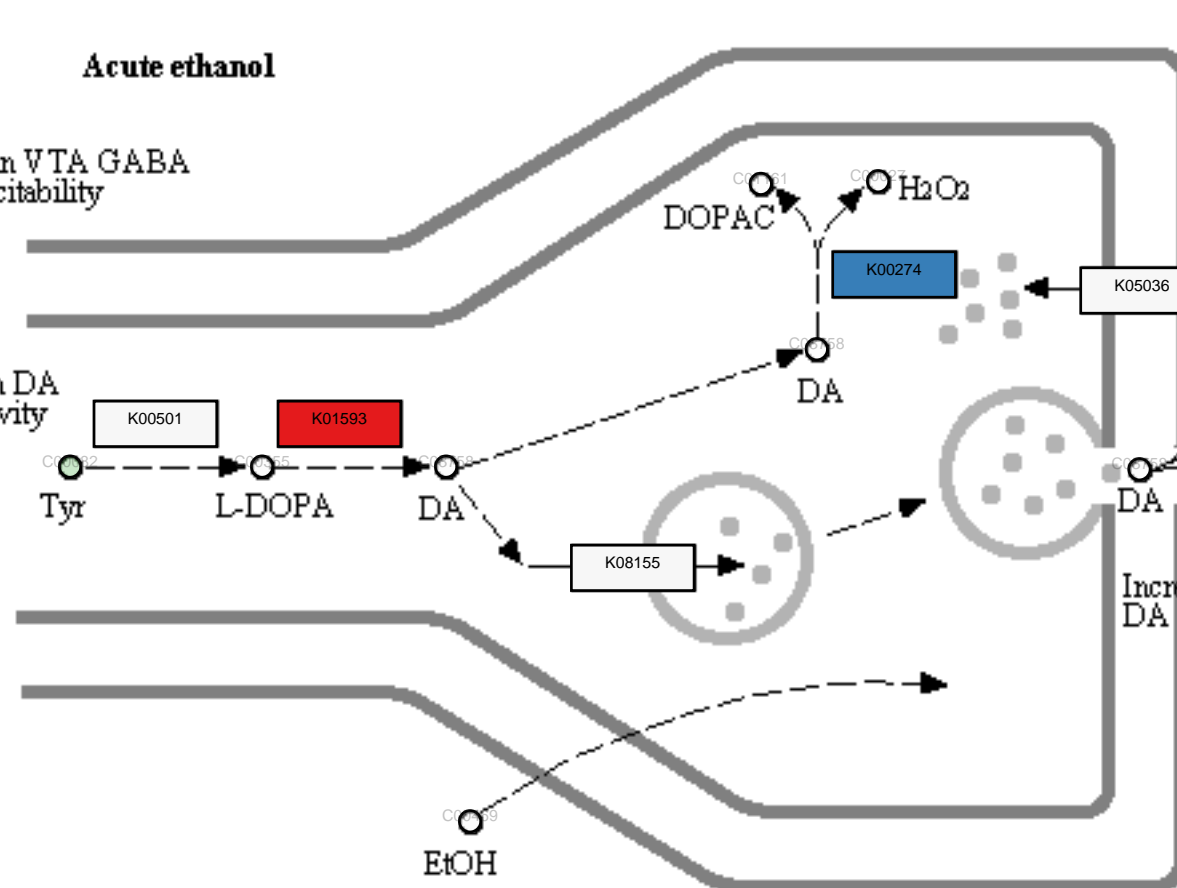 Acute ethanol
n VTA GABA
citability
DOPAC
H2O2
K00274
K05036
DA
n DA
vity
K00501
K01593
Tyr
L-DOPA
DA
DA
K08155
Incr
DA
EtOH